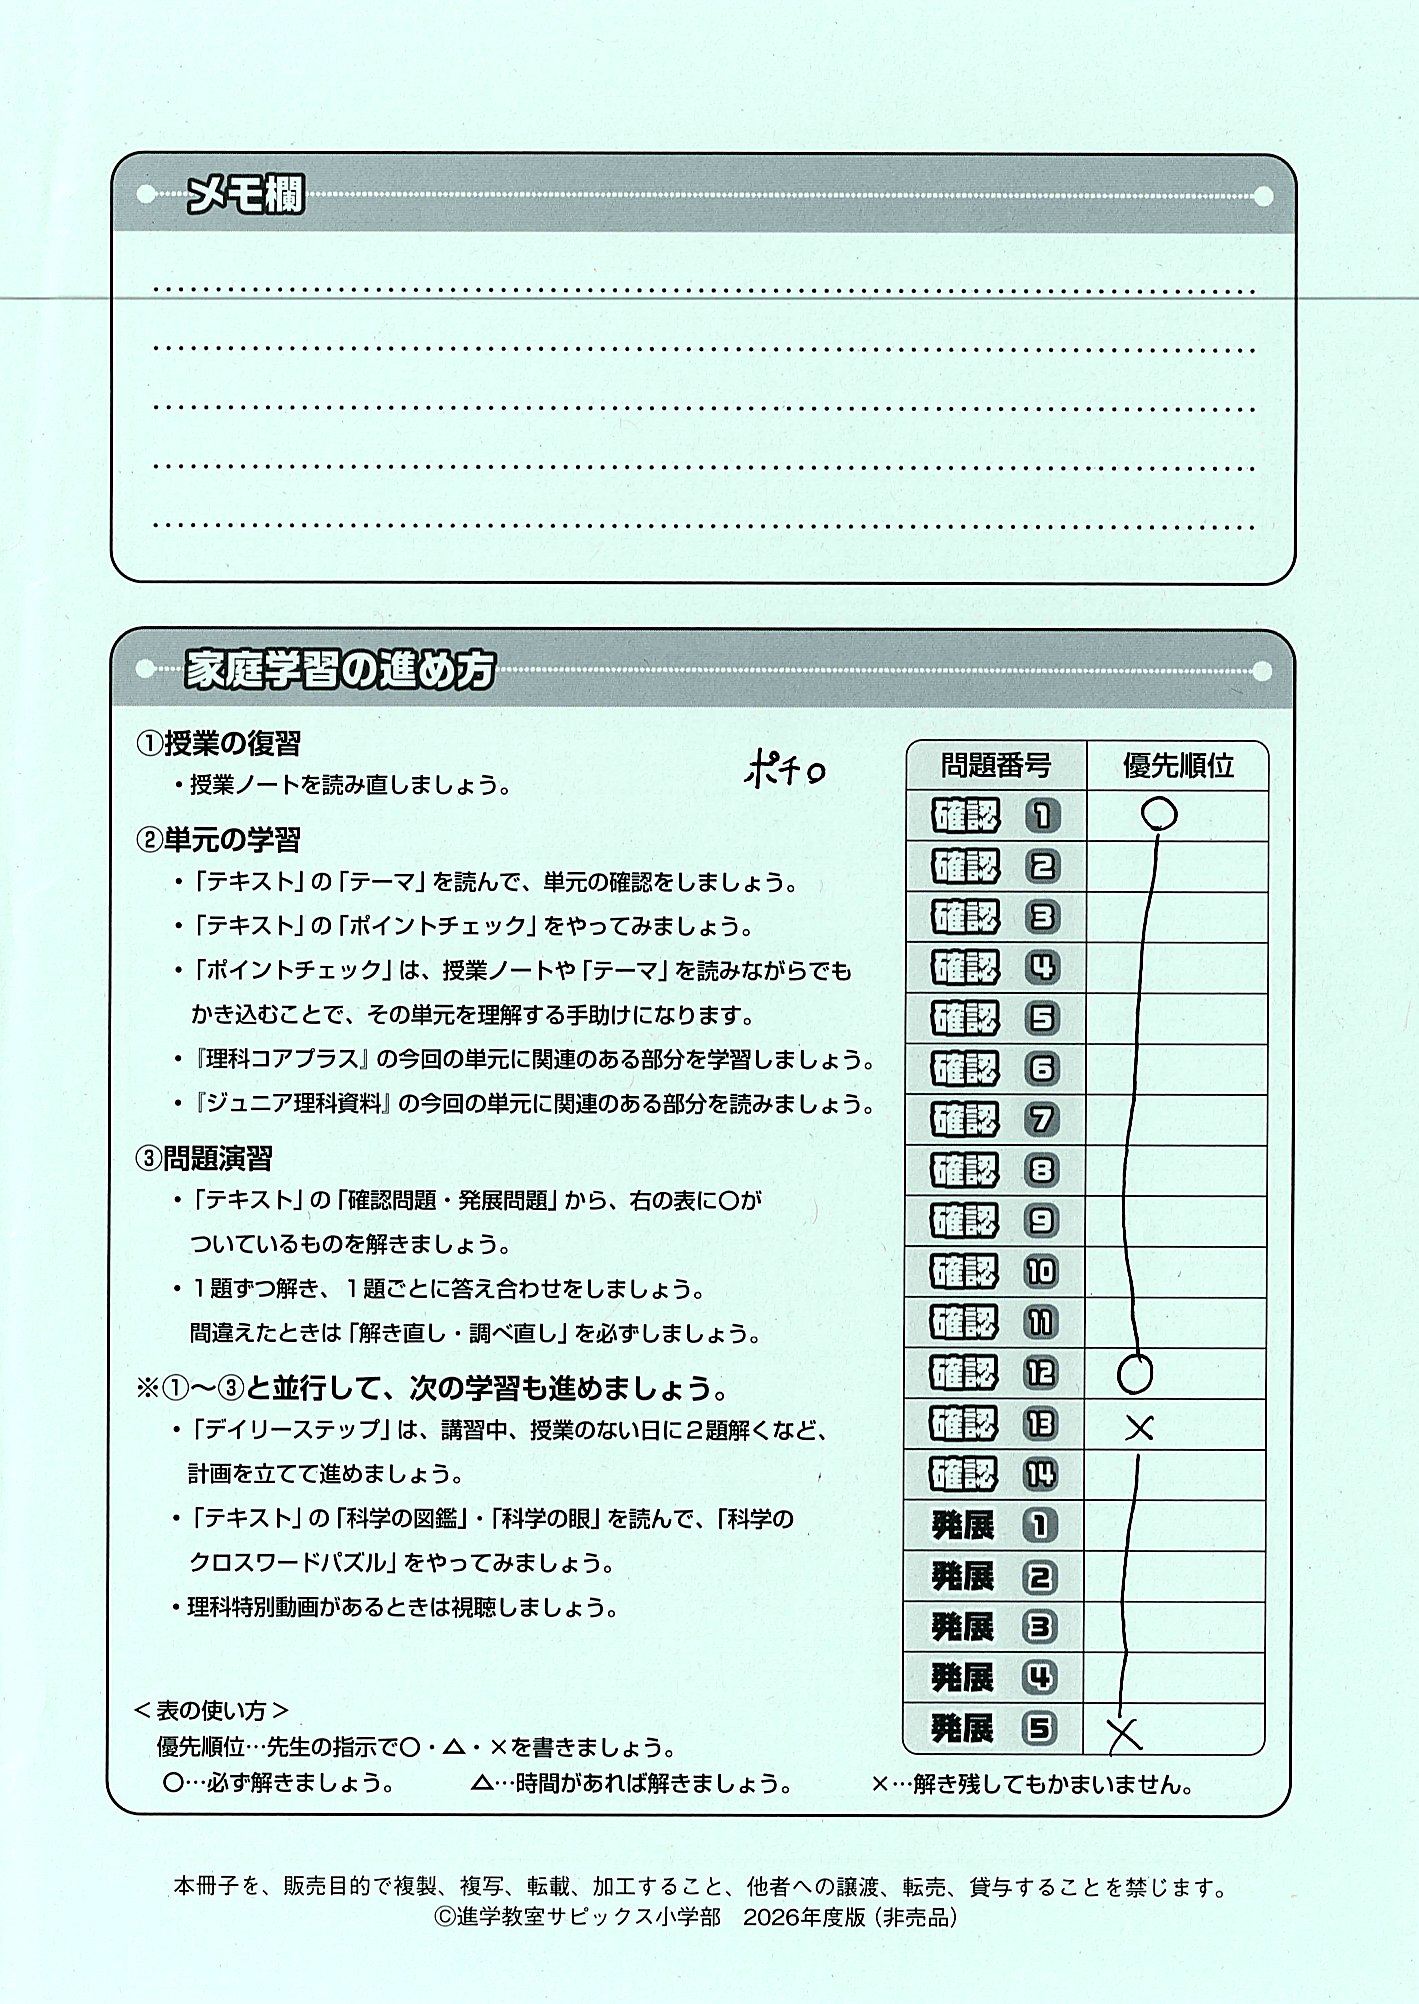 メモ欄
家庭学習の進め方
①授業の復習
・授業ノートを読み直しましょう。
ポチ○
②単元の学習
・「テキスト」の「テーマ」を読んで、単元の確認をしましょう。
・「テキスト」の「ポイントチェック」をやってみましょう。
・「ポイントチェック」は、授業ノートや「テーマ」を読みながらでも
かき込むことで、その単元を理解する手助けになります。
・『理科コアプラス』の今回の単元に関連のある部分を学習しましょう。
・『ジュニア理科資料』の今回の単元に関連のある部分を読みましょう。
③問題演習
・「テキスト」の「確認問題・発展問題」から、右の表に○が
ついているものを解きましょう。
・1題ずつ解き、1題ごとに答え合わせをしましょう。
間違えたときは「解き直し・調べ直し」を必ずしましょう。
※①～③と並行して、次の学習も進めましょう。
・「デイリーステップ」は、講習中、授業のない日に2題解くなど、
計画を立てて進めましょう。
・「テキスト」の「科学の図鑑」・「科学の眼」を読んで、「科学の
クロスワードパズル」をやってみましょう。
・理科特別動画があるときは視聴しましょう。
問題番号 優先順位
確認 1 ○
確認 2
確認 3
確認 4
確認 5
確認 6
確認 7
確認 8
確認 9
確認 10
確認 11
確認 12 ○
確認 13 ×
確認 14
発展 1
発展 2
発展 3
発展 4
発展 5 ×
＜表の使い方＞
優先順位…先生の指示で○・△・×を書きましょう。
○…必ず解きましょう。 △…時間があれば解きましょう。 ×…解き残してもかまいません。
本冊子を、販売目的で複製、複写、転載、加工すること、他者への譲渡、転売、貸与することを禁じます。
©進学教室サピックス小学部 2026年度版（非売品）